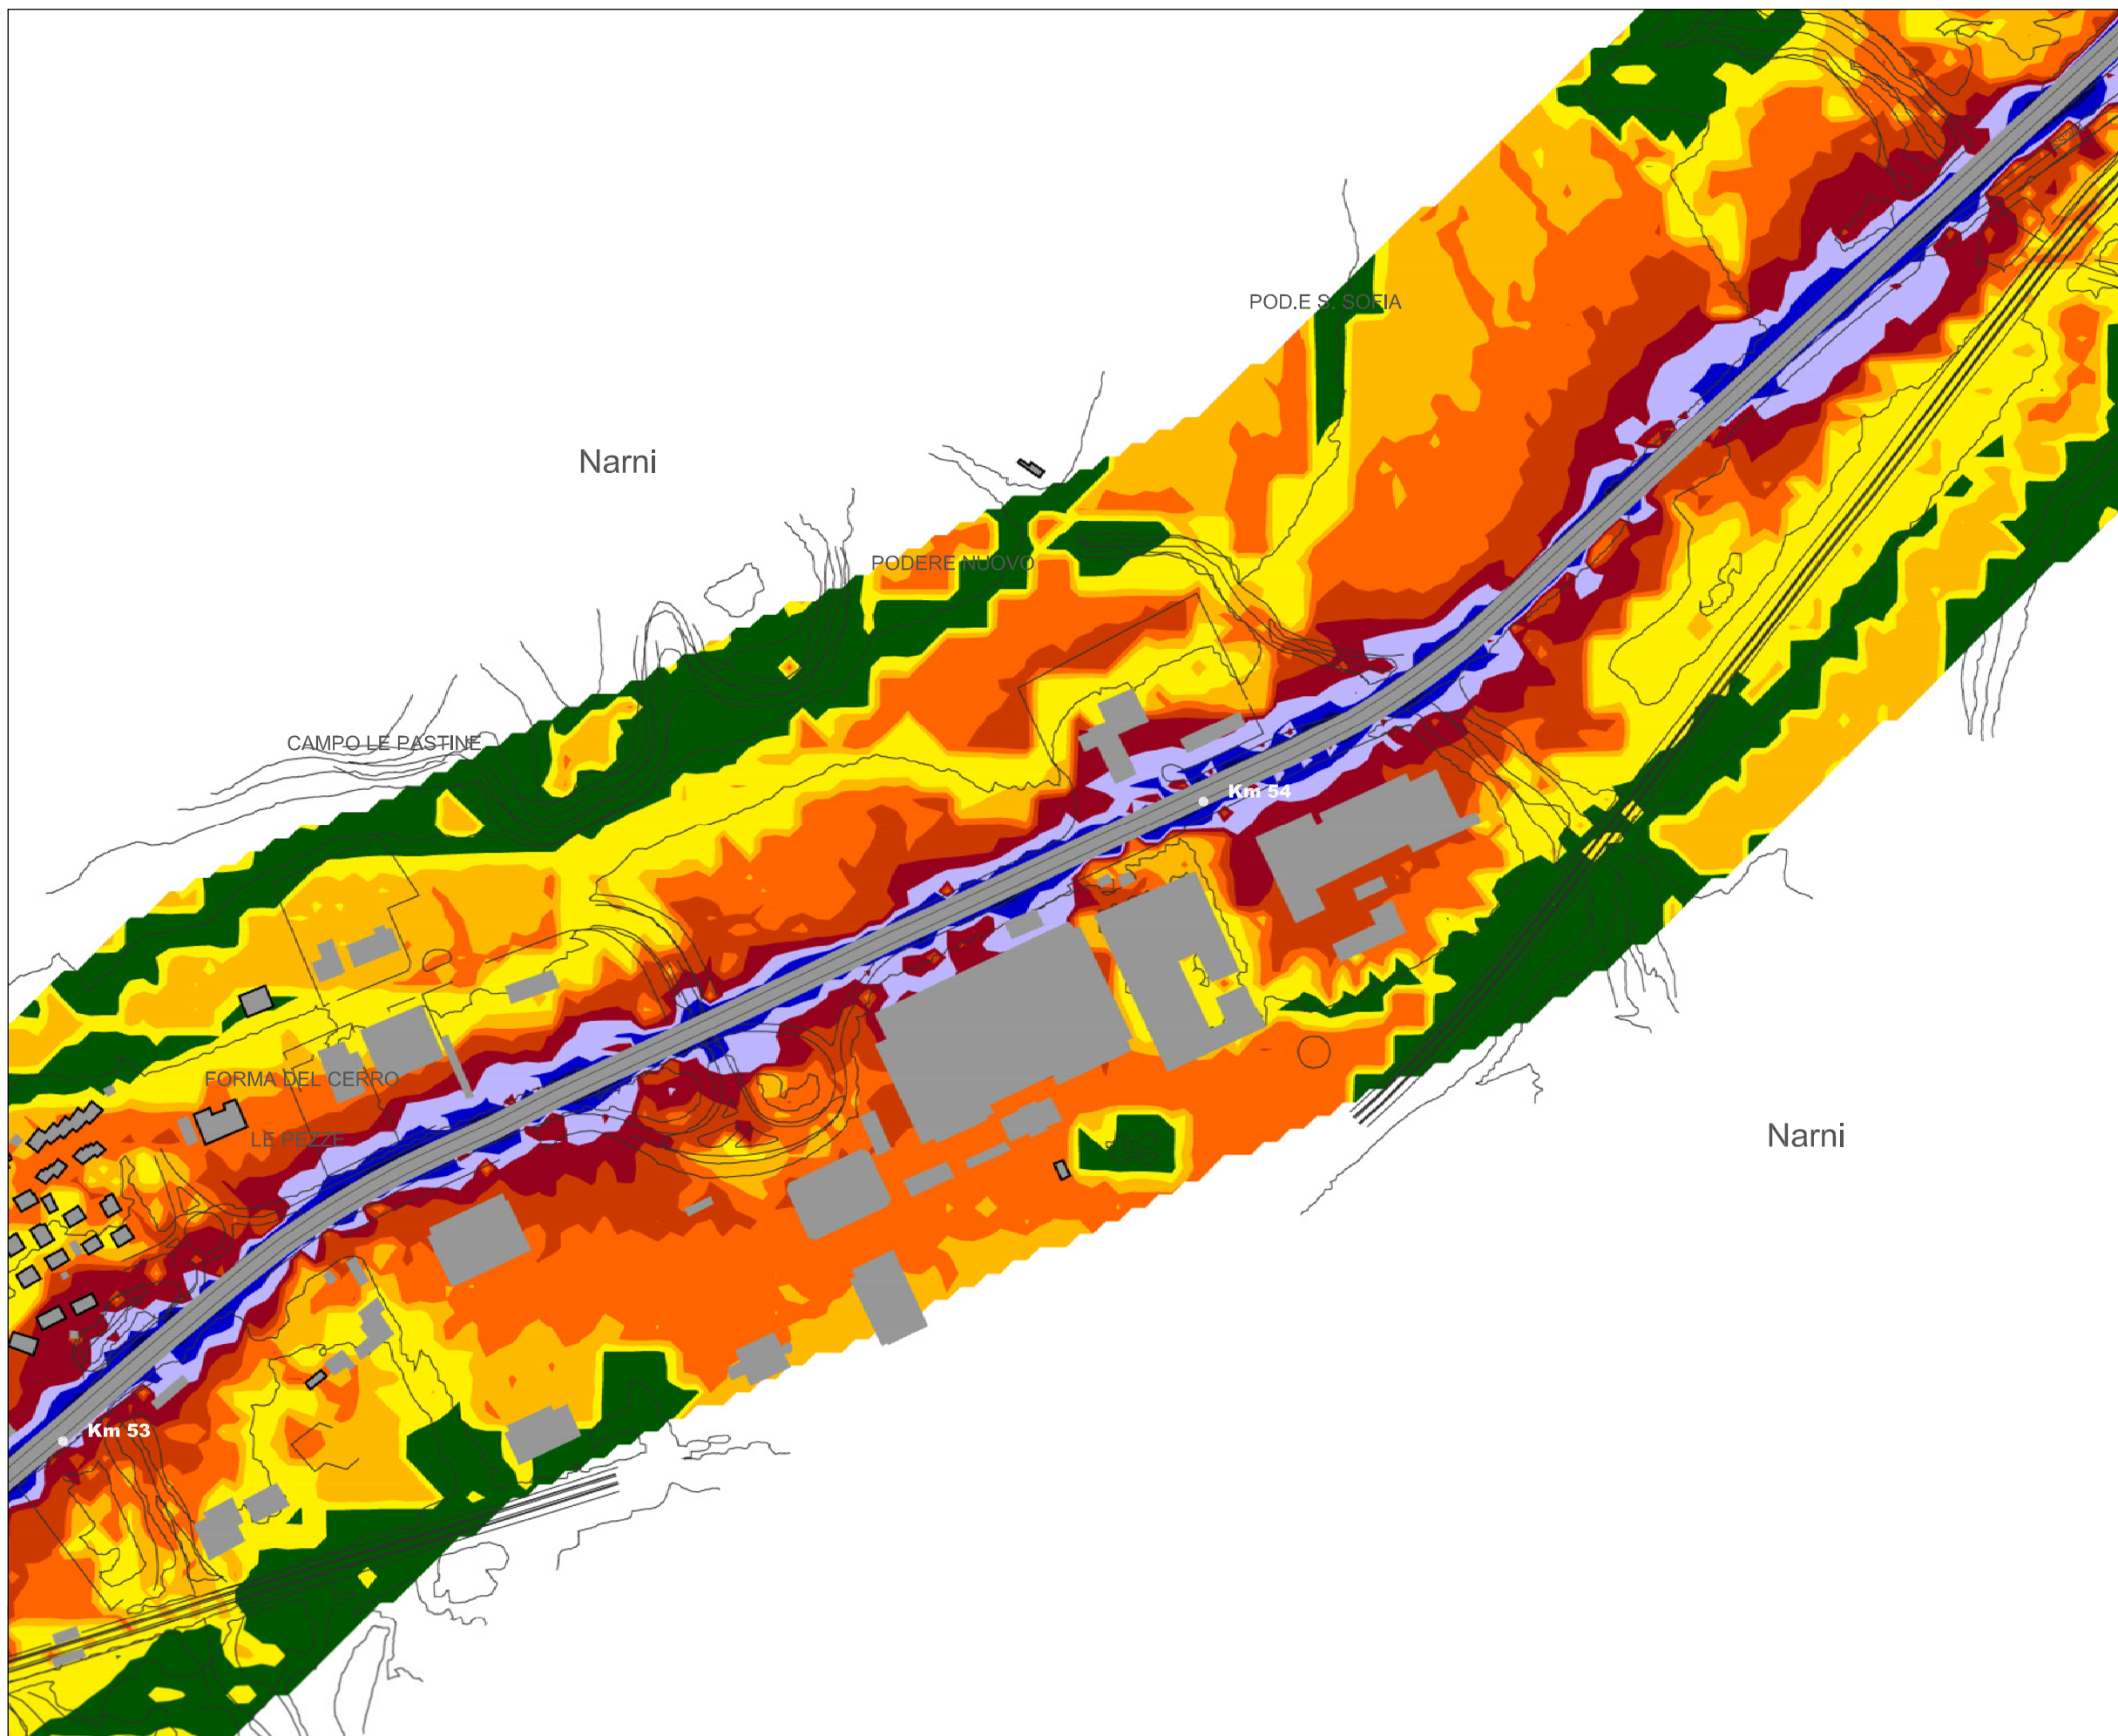 POD.E S. SOFIA
Narni
PODERE NUOVO
CAMPO LE PASTINE
Km 54
FORMA DEL CERRO
LE PEZZE
Narni
Km 53